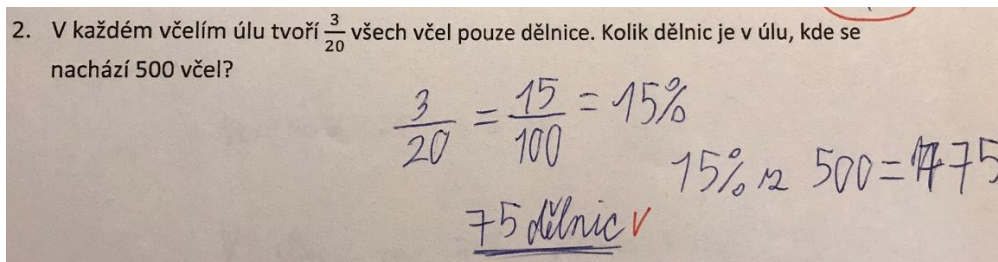 2. V každém včelím úlu tvoří 3/20 všech včel pouze dělnice. Kolik dělnic je v úlu, kde se
nachází 500 včel?
3/20 = 15/100 = 15%
15% z 500 = 75
75 dělnic